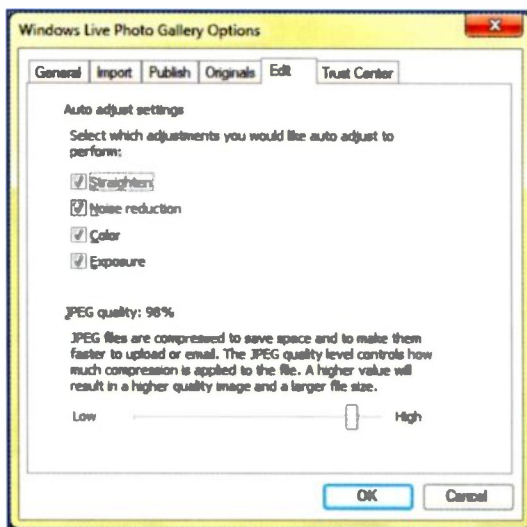 Windows Live Photo Gallery Options
General Import Publish Originals Edit Trust Center
Auto adjust settings
Select which adjustments you would like auto adjust to
perform:
Straighten
Noise reduction
Color
Exposure
JPEG quality: 98%
JPEG files are compressed to save space and to make them
faster to upload or email. The JPEG quality level controls how
much compression is applied to the file. A higher value will
result in a higher quality image and a larger file size.
Low High
OK Cancel